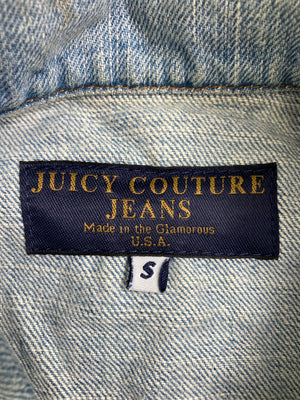 JUICY COUTURE
JEANS
Made in the Glamorous
U.S.A.
S